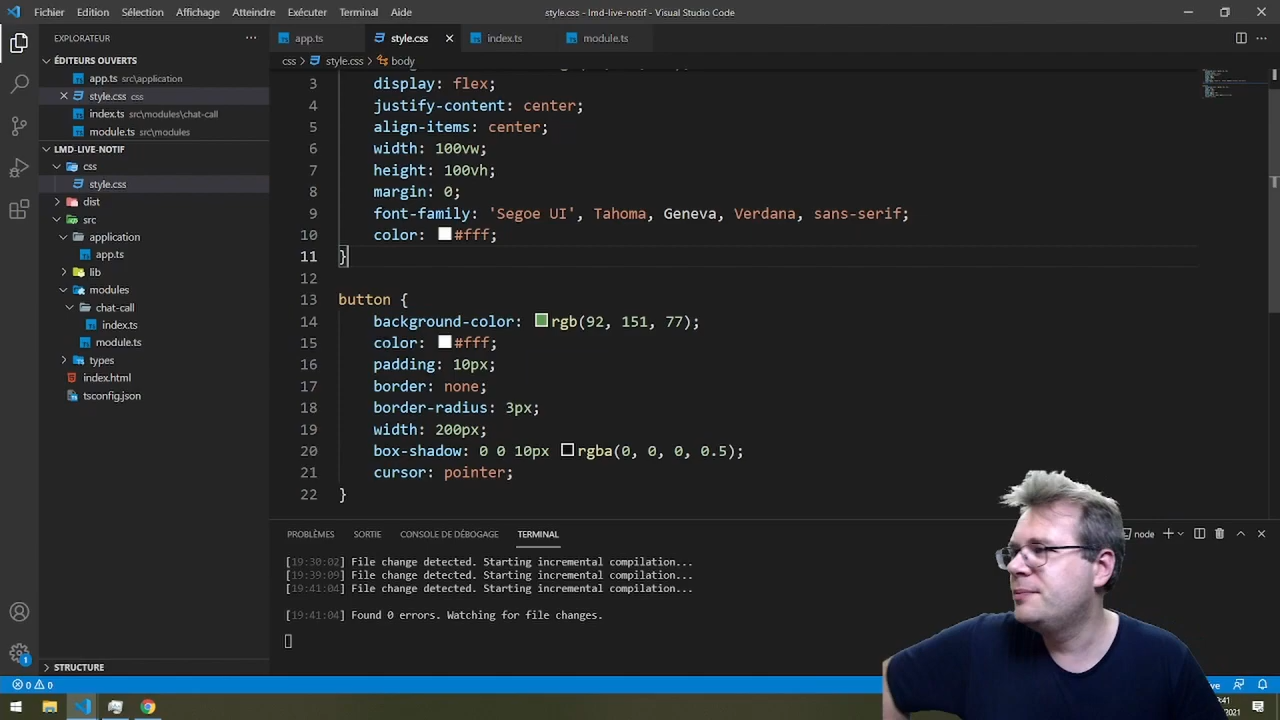 Fichier Edition Sélection Affichage Atteindre Exécuter Terminal Aide
style.css - lmd-live-notif - Visual Studio Code
EXPLORATEUR
ÉDITEURS OUVERTS
app.ts src\application
style.css css
index.ts src\modules\chat-call
module.ts src\modules
LMD-LIVE-NOTIF
css
style.css
dist
src
application
app.ts
lib
modules
chat-call
index.ts
module.ts
types
index.html
tsconfig.json
STRUCTURE
app.ts style.css index.ts module.ts
css > style.css > body
3 display: flex;
4 justify-content: center;
5 align-items: center;
6 width: 100vw;
7 height: 100vh;
8 margin: 0;
9 font-family: 'Segoe UI', Tahoma, Geneva, Verdana, sans-serif;
10 color: #fff;
11 }
12
13 button {
14 background-color: rgb(92, 151, 77);
15 color: #fff;
16 padding: 10px;
17 border: none;
18 border-radius: 3px;
19 width: 200px;
20 box-shadow: 0 0 10px rgba(0, 0, 0, 0.5);
21 cursor: pointer;
22 }
PROBLÈMES SORTIE CONSOLE DE DÉBOGAGE TERMINAL
node
[19:30:02] File change detected. Starting incremental compilation...
[19:39:09] File change detected. Starting incremental compilation...
[19:41:04] File change detected. Starting incremental compilation...
[19:41:04] Found 0 errors. Watching for file changes.
1
0 0